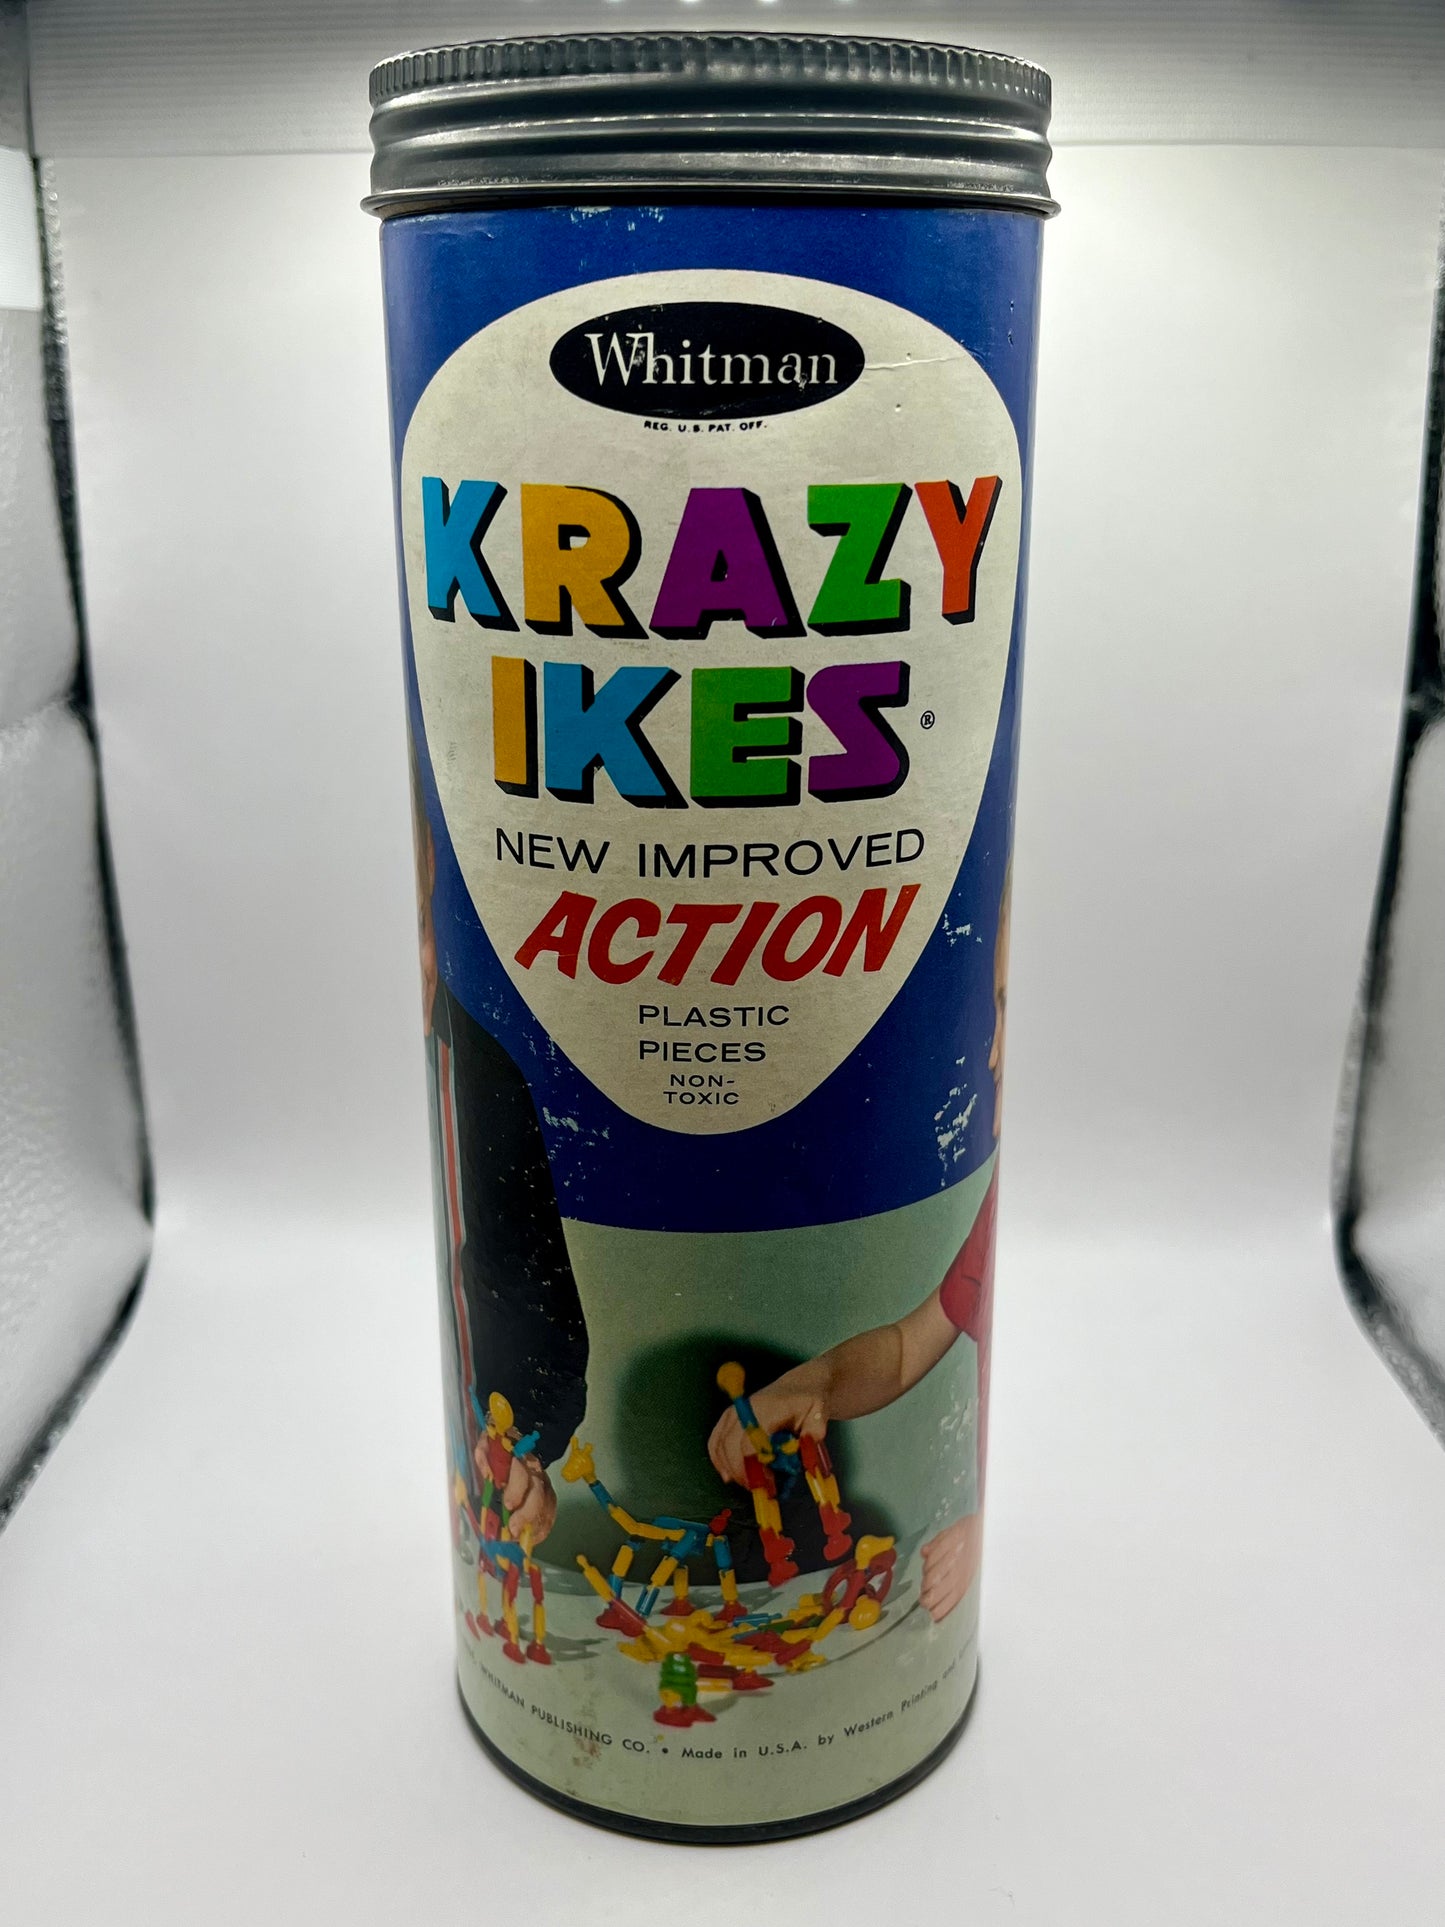 Whitman
REG. U.S. PAT. OFF.
KRAZY
IKES®
NEW IMPROVED
ACTION
PLASTIC
PIECES
NON-
TOXIC
WHITMAN PUBLISHING CO. • Made in U.S.A. by Western Printing and